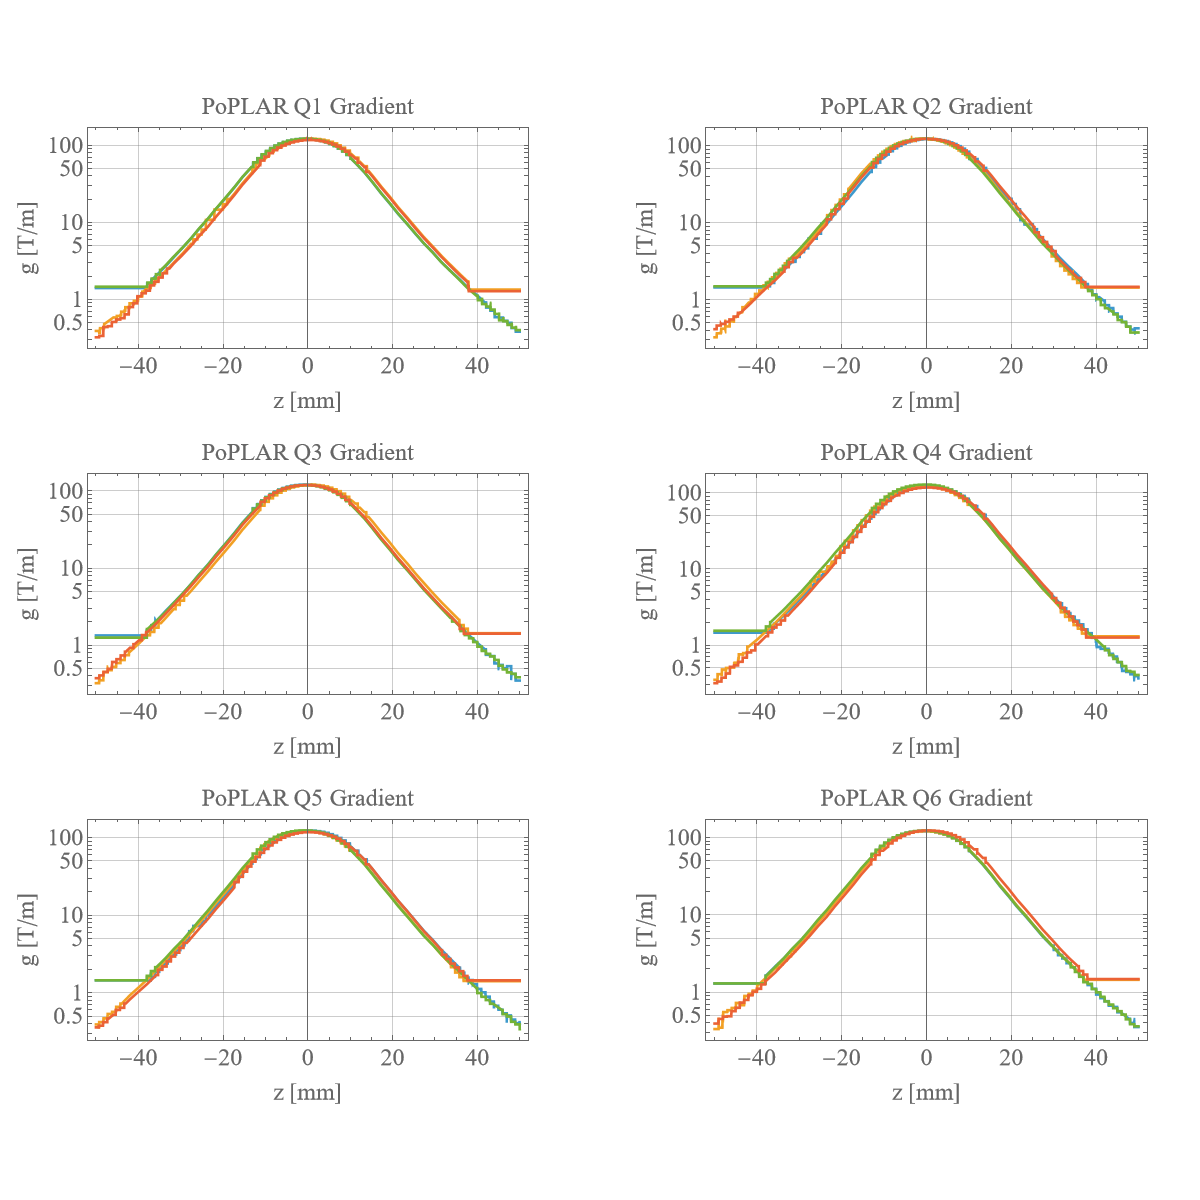 PoPLAR Q1 Gradient
100
50
10
5
1
0.5
g [T/m]
−40 −20 0 20 40
z [mm]
PoPLAR Q2 Gradient
100
50
10
5
1
0.5
g [T/m]
−40 −20 0 20 40
z [mm]
PoPLAR Q3 Gradient
100
50
10
5
1
0.5
g [T/m]
−40 −20 0 20 40
z [mm]
PoPLAR Q4 Gradient
100
50
10
5
1
0.5
g [T/m]
−40 −20 0 20 40
z [mm]
PoPLAR Q5 Gradient
100
50
10
5
1
0.5
g [T/m]
−40 −20 0 20 40
z [mm]
PoPLAR Q6 Gradient
100
50
10
5
1
0.5
g [T/m]
−40 −20 0 20 40
z [mm]